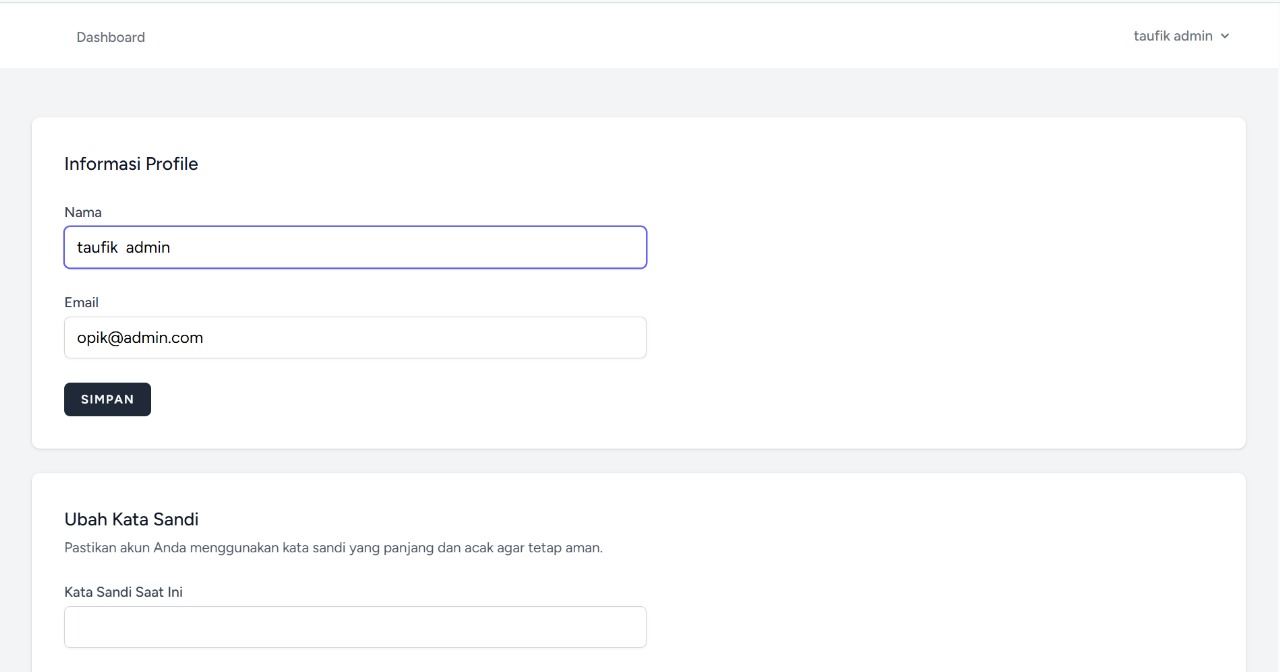 Dashboard
taufik admin
Informasi Profile
Nama
taufik  admin
Email
opik@admin.com
SIMPAN
Ubah Kata Sandi
Pastikan akun Anda menggunakan kata sandi yang panjang dan acak agar tetap aman.
Kata Sandi Saat Ini